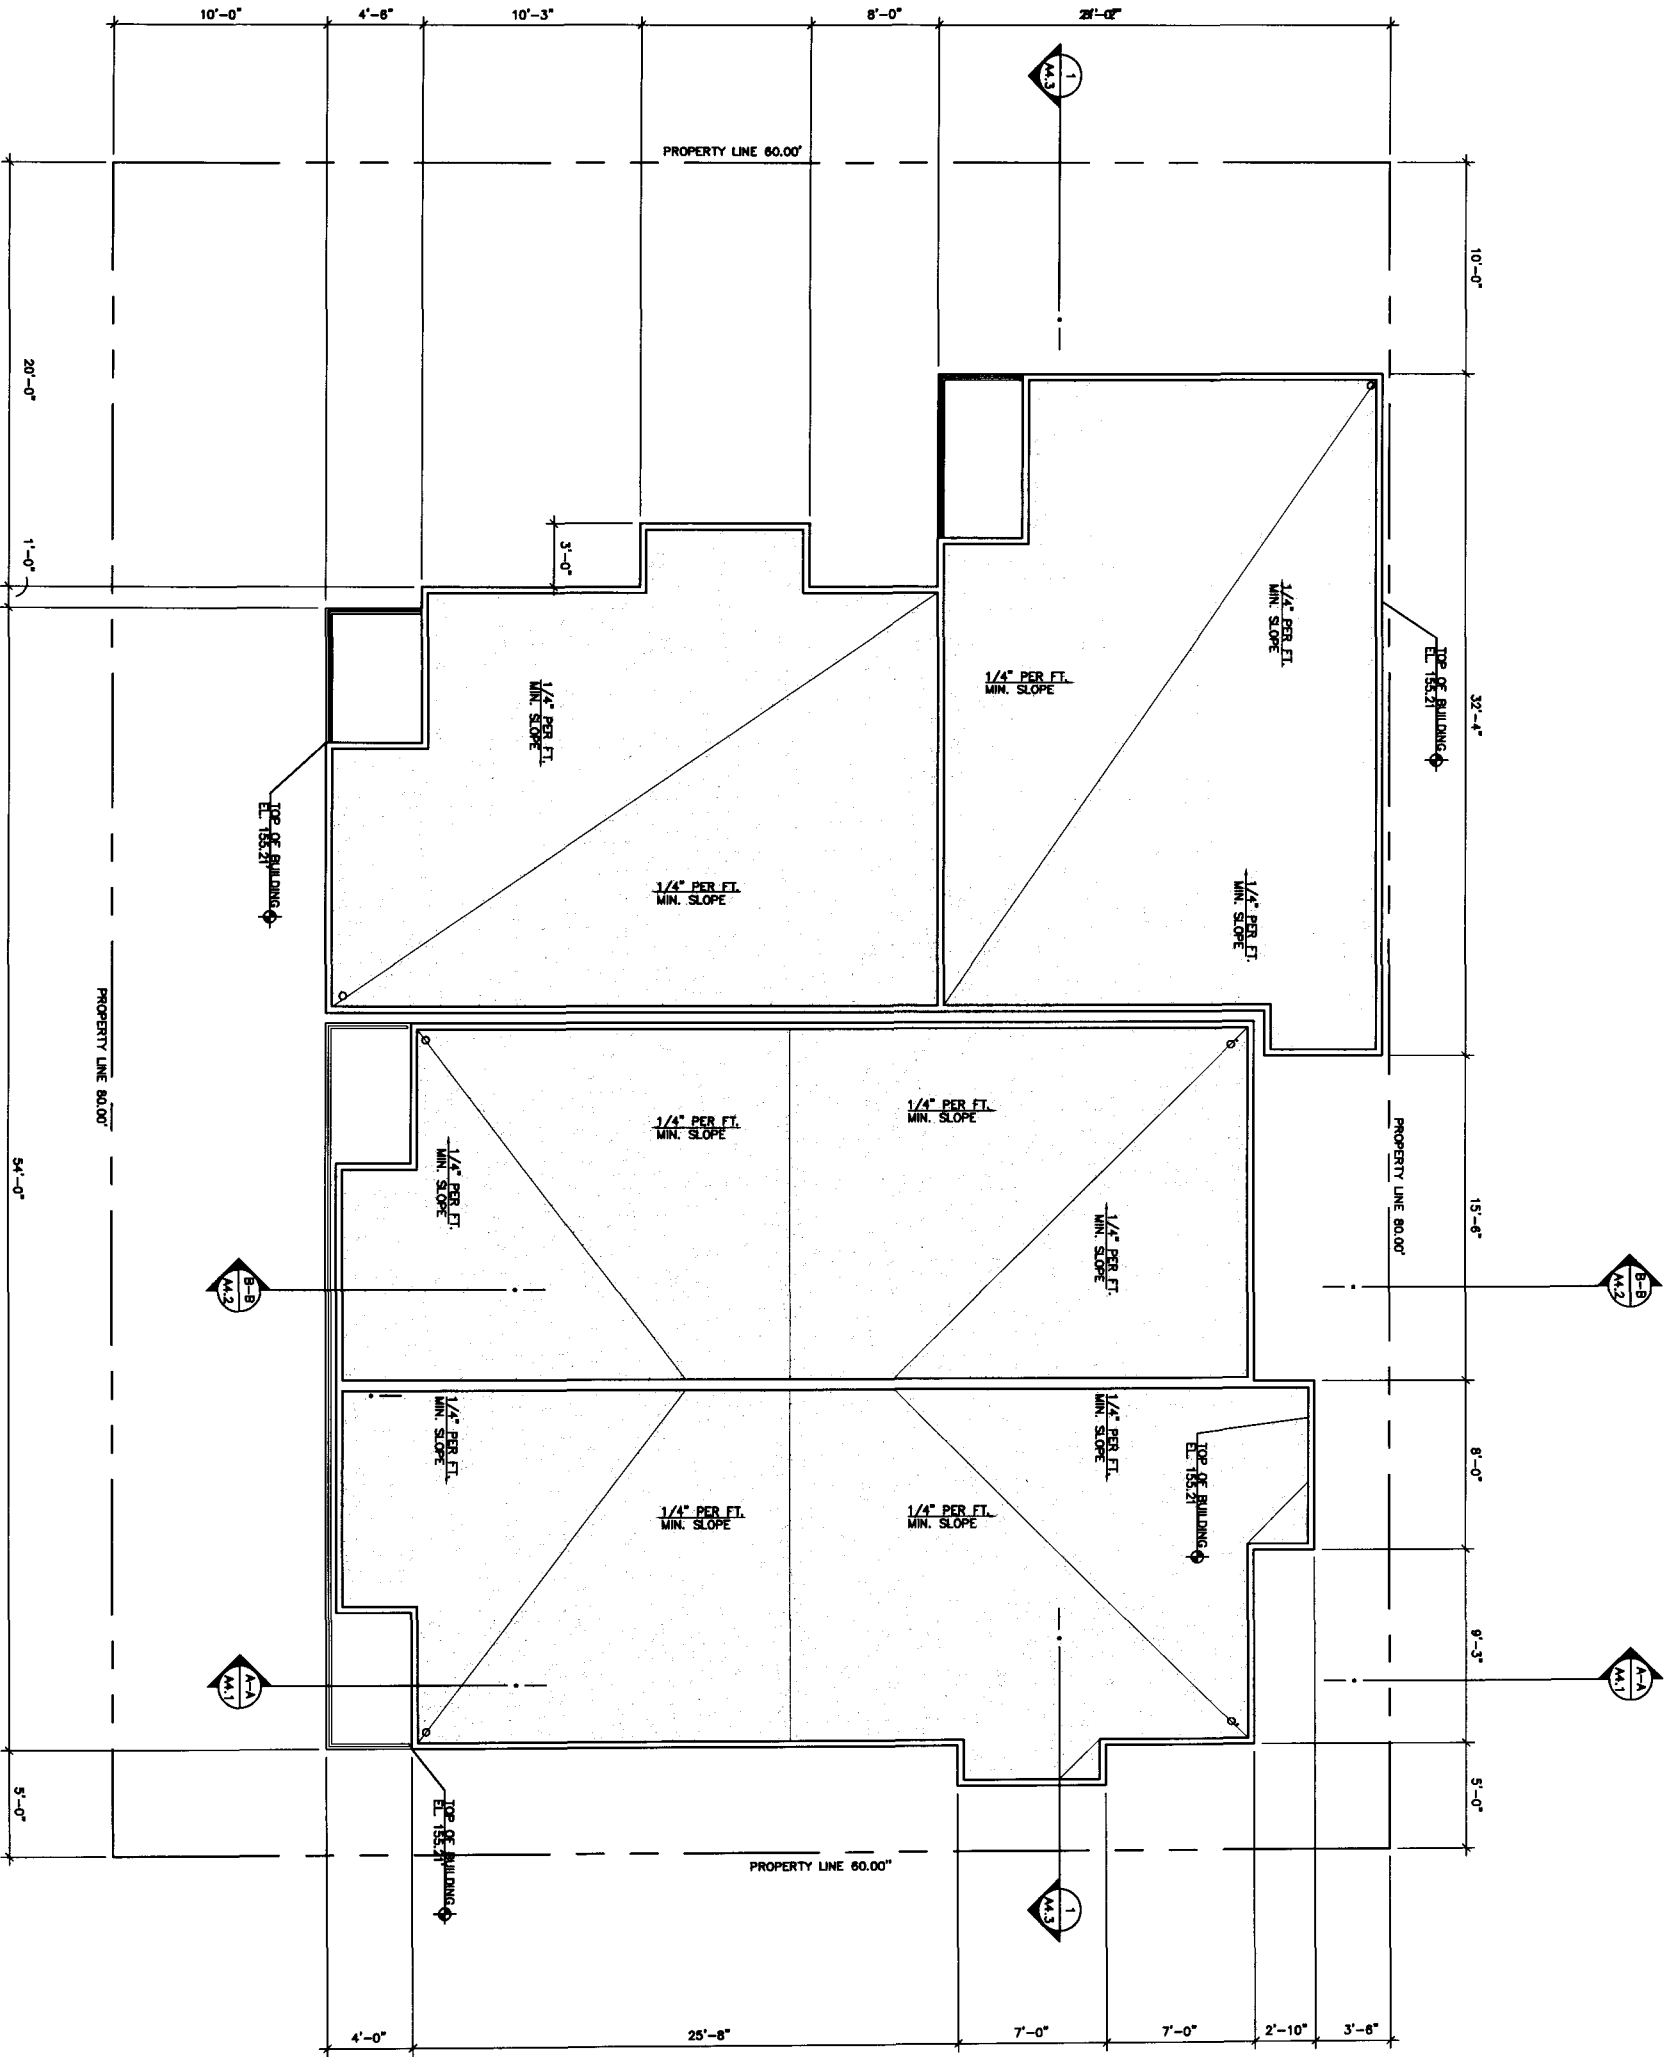 10'-0"
4'-6"
10'-3"
8'-0"
1
A4.3
PROPERTY LINE 60.00'
10'-0"
20'-0"
1'-0"
3'-0"
1/4" PER FT.
MIN. SLOPE
TOP OF BUILDING
EL. 155.21'
1/4" PER FT.
MIN. SLOPE
32'-4"
1/4" PER FT.
MIN. SLOPE
TOP OF BUILDING
EL. 155.21'
1/4" PER FT.
MIN. SLOPE
1/4" PER FT.
MIN. SLOPE
PROPERTY LINE 80.00'
1/4" PER FT.
MIN. SLOPE
1/4" PER FT.
MIN. SLOPE
PROPERTY LINE 80.00'
1/4" PER FT.
MIN. SLOPE
1/4" PER FT.
MIN. SLOPE
15'-6"
54'-0"
B-B
A4.2
B-B
A4.2
1/4" PER FT.
MIN. SLOPE
1/4" PER FT.
MIN. SLOPE
TOP OF BUILDING
EL. 155.21'
8'-0"
1/4" PER FT.
MIN. SLOPE
1/4" PER FT.
MIN. SLOPE
9'-3"
A-A
A4.1
A-A
A4.1
5'-0"
5'-0"
TOP OF BUILDING
EL. 155.21'
PROPERTY LINE 60.00"
1
A4.3
4'-0"
25'-8"
7'-0"
7'-0"
2'-10"
3'-6"